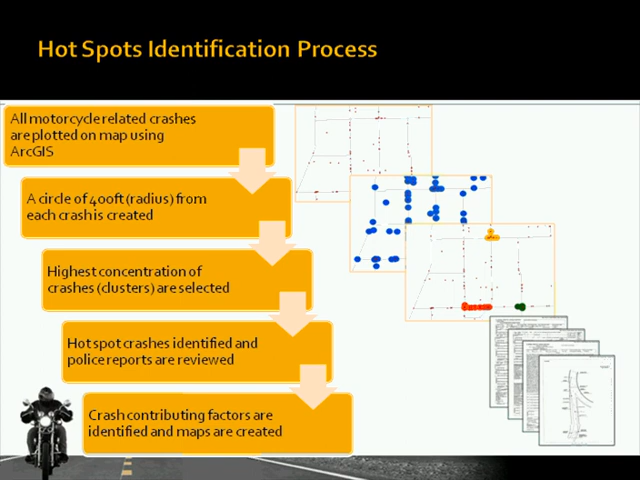 Hot Spots Identification Process
All motorcycle related crashes
are plotted on map using
ArcGIS
A circle of 400ft (radius) from
each crash is created
Highest concentration of
crashes (clusters) are selected
Hot spot crashes identified and
police reports are reviewed
Crash contributing factors are
identified and maps are created